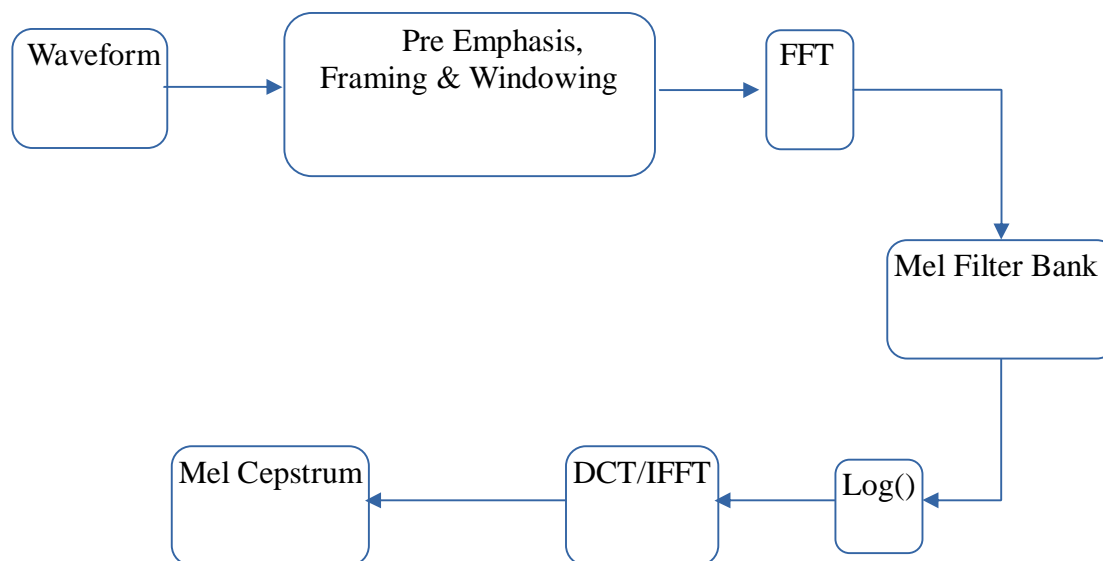 Waveform
Pre Emphasis,
Framing & Windowing
FFT
Mel Filter Bank
Log()
DCT/IFFT
Mel Cepstrum